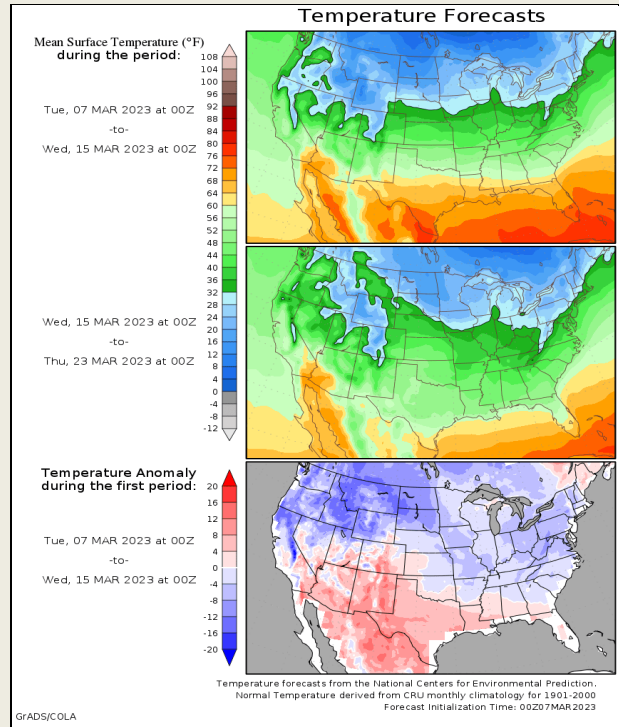 Temperature Forecasts
Mean Surface Temperature (°F)
during the period:
Tue, 07 MAR 2023 at 00Z
-to-
Wed, 15 MAR 2023 at 00Z
108
104
100
96
92
88
84
80
76
72
68
64
60
56
52
48
44
40
36
32
28
24
20
16
12
8
4
0
-4
-8
-12
Wed, 15 MAR 2023 at 00Z
-to-
Thu, 23 MAR 2023 at 00Z
Temperature Anomaly
during the first period:
Tue, 07 MAR 2023 at 00Z
-to-
Wed, 15 MAR 2023 at 00Z
20
16
12
8
4
0
-4
-8
-12
-16
-20
Temperature forecasts from the National Centers for Environmental Prediction.
Normal Temperature derived from CRU monthly climatology for 1901-2000
Forecast Initialization Time: 00Z07MAR2023
GrADS/COLA